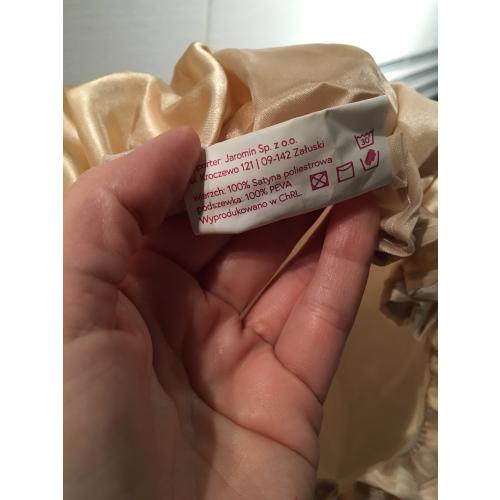 porter: Jaromin Sp. z o.o.
Kroczewo 121 | 09-142 Załuski
wierzch: 100% Satyna poliestrowa
podszewka: 100% PEVA
Wyprodukowano w ChRL.
30°